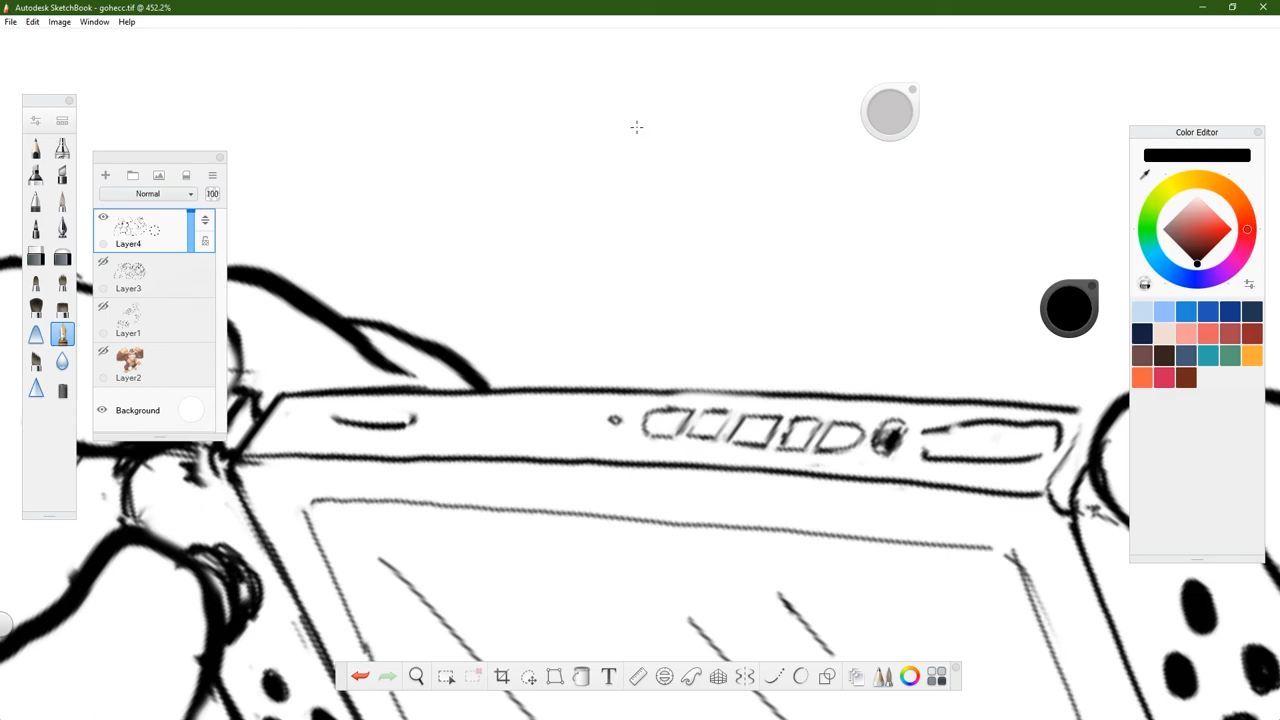 Autodesk SketchBook - gohecc.tif @ 452.2%
File Edit Image Window Help
Color Editor
Normal 100
Layer4
Layer3
Layer1
Layer2
Background
T